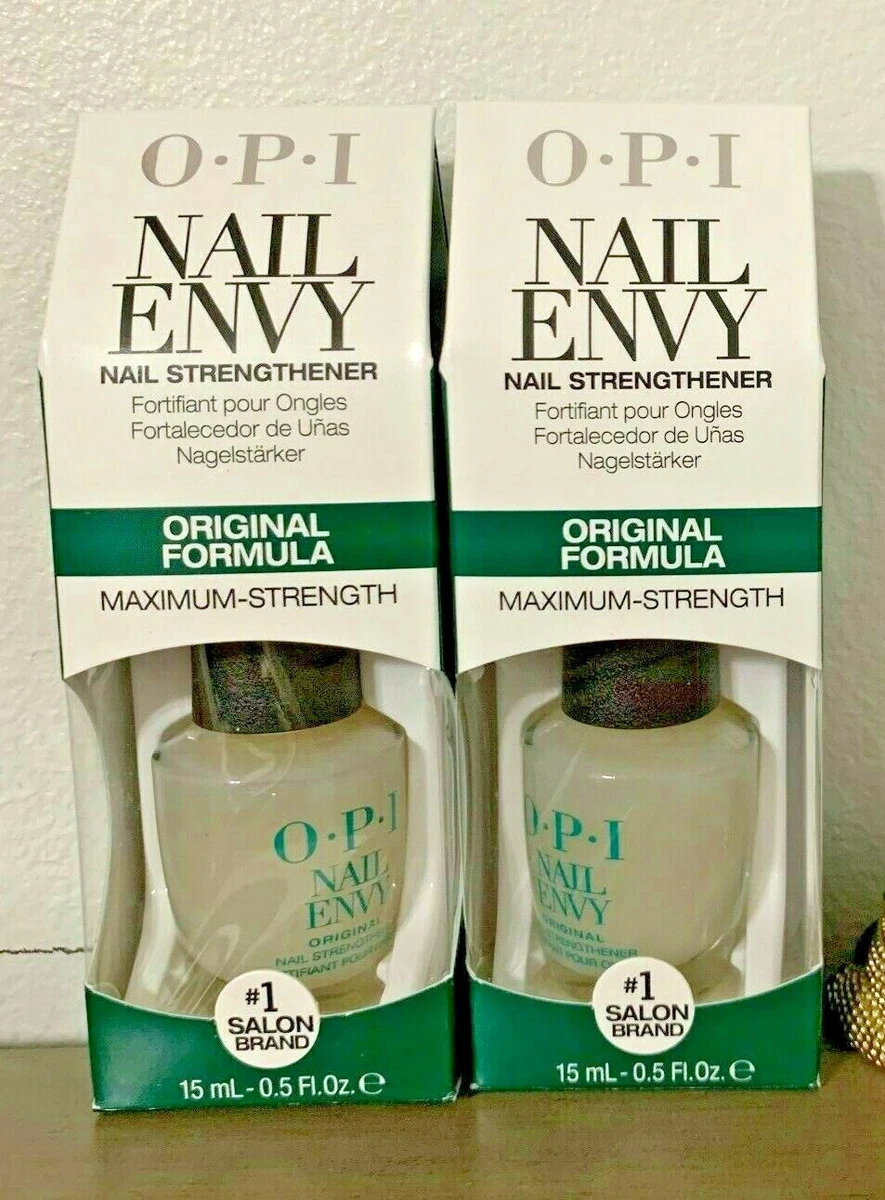 O·P·I
NAIL
ENVY
NAIL STRENGTHENER
Fortifiant pour Ongles
Fortalecedor de Uñas
Nagelstärker
ORIGINAL
FORMULA
MAXIMUM-STRENGTH
O·P·I
NAIL
ENVY
ORIGINAL
NAIL
#1
SALON
BRAND
15 mL - 0.5 Fl.Oz. ℮
O·P·I
NAIL
ENVY
NAIL STRENGTHENER
Fortifiant pour Ongles
Fortalecedor de Uñas
Nagelstärker
ORIGINAL
FORMULA
MAXIMUM-STRENGTH
O·P·I
NAIL
ENVY
ORIGINAL
STRENGTHENER
#1
SALON
BRAND
15 mL - 0.5 Fl.Oz. ℮